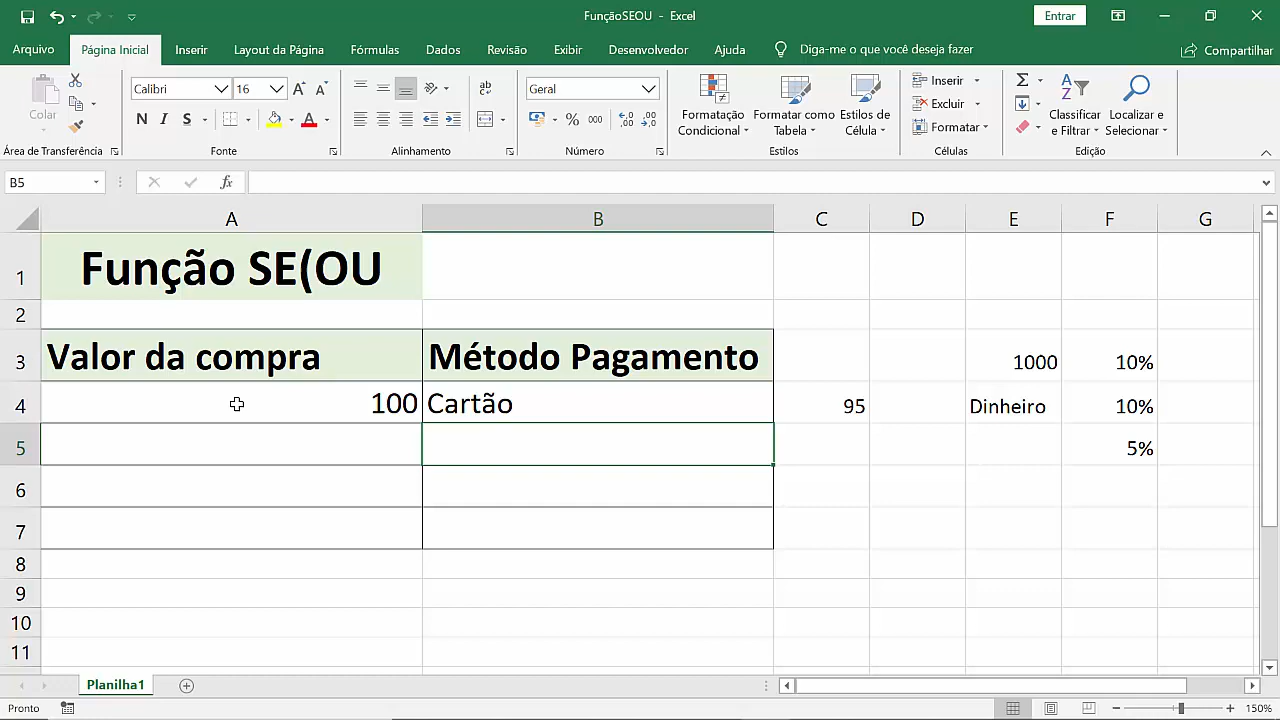 FunçãoSEOU - Excel
Entrar
Arquivo
Página Inicial
Inserir
Layout da Página
Fórmulas
Dados
Revisão
Exibir
Desenvolvedor
Ajuda
Diga-me o que você deseja fazer
Compartilhar
Colar
Calibri
16
N I S
Geral
% 000
Formatação Condicional
Formatar como Tabela
Estilos de Célula
Inserir
Excluir
Formatar
Classificar e Filtrar
Localizar e Selecionar
Área de Transferência
Fonte
Alinhamento
Número
Estilos
Células
Edição
B5
fx
A B C D E F G
1 Função SE(OU
2
3 Valor da compra Método Pagamento 1000 10%
4 100 Cartão 95 Dinheiro 10%
5 5%
6
7
8
9
10
11
Planilha1
Pronto
150%